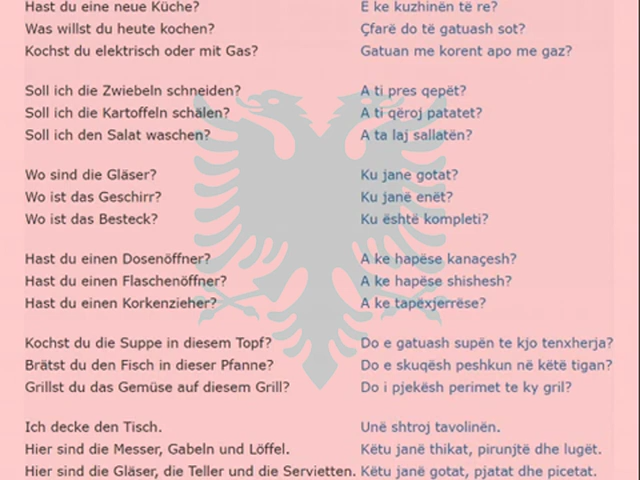 Hast du eine neue Küche? E ke kuzhinën të re?
Was willst du heute kochen? Çfarë do të gatuash sot?
Kochst du elektrisch oder mit Gas? Gatuan me korent apo me gaz?
Soll ich die Zwiebeln schneiden? A ti pres qepët?
Soll ich die Kartoffeln schälen? A ti qëroj patatet?
Soll ich den Salat waschen? A ta laj sallatën?
Wo sind die Gläser? Ku jane gotat?
Wo ist das Geschirr? Ku janë enët?
Wo ist das Besteck? Ku është kompleti?
Hast du einen Dosenöffner? A ke hapëse kanaçesh?
Hast du einen Flaschenöffner? A ke hapëse shishesh?
Hast du einen Korkenzieher? A ke tapëxjerrëse?
Kochst du die Suppe in diesem Topf? Do e gatuash supën te kjo tenxherja?
Brätst du den Fisch in dieser Pfanne? Do e skuqësh peshkun në këtë tigan?
Grillst du das Gemüse auf diesem Grill? Do i pjekësh perimet te ky gril?
Ich decke den Tisch. Unë shtroj tavolinën.
Hier sind die Messer, Gabeln und Löffel. Këtu janë thikat, pirunjtë dhe lugët.
Hier sind die Gläser, die Teller und die Servietten. Këtu janë gotat, pjatat dhe picetat.